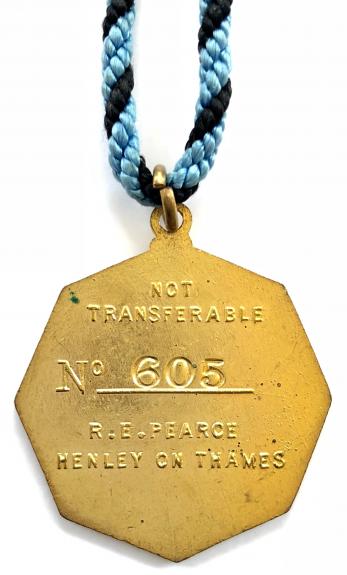 NOT
TRANSFERABLE
No 605
R.E.PEARCE
HENLEY ON THAMES